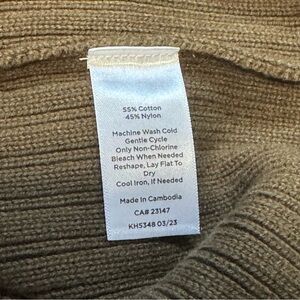 55% Cotton
45% Nylon
Machine Wash Cold
Gentle Cycle
Only Non-Chlorine
Bleach When Needed
Reshape, Lay Flat To
Dry
Cool Iron, If Needed
Made In Cambodia
CA# 23147
KH5348 03/23